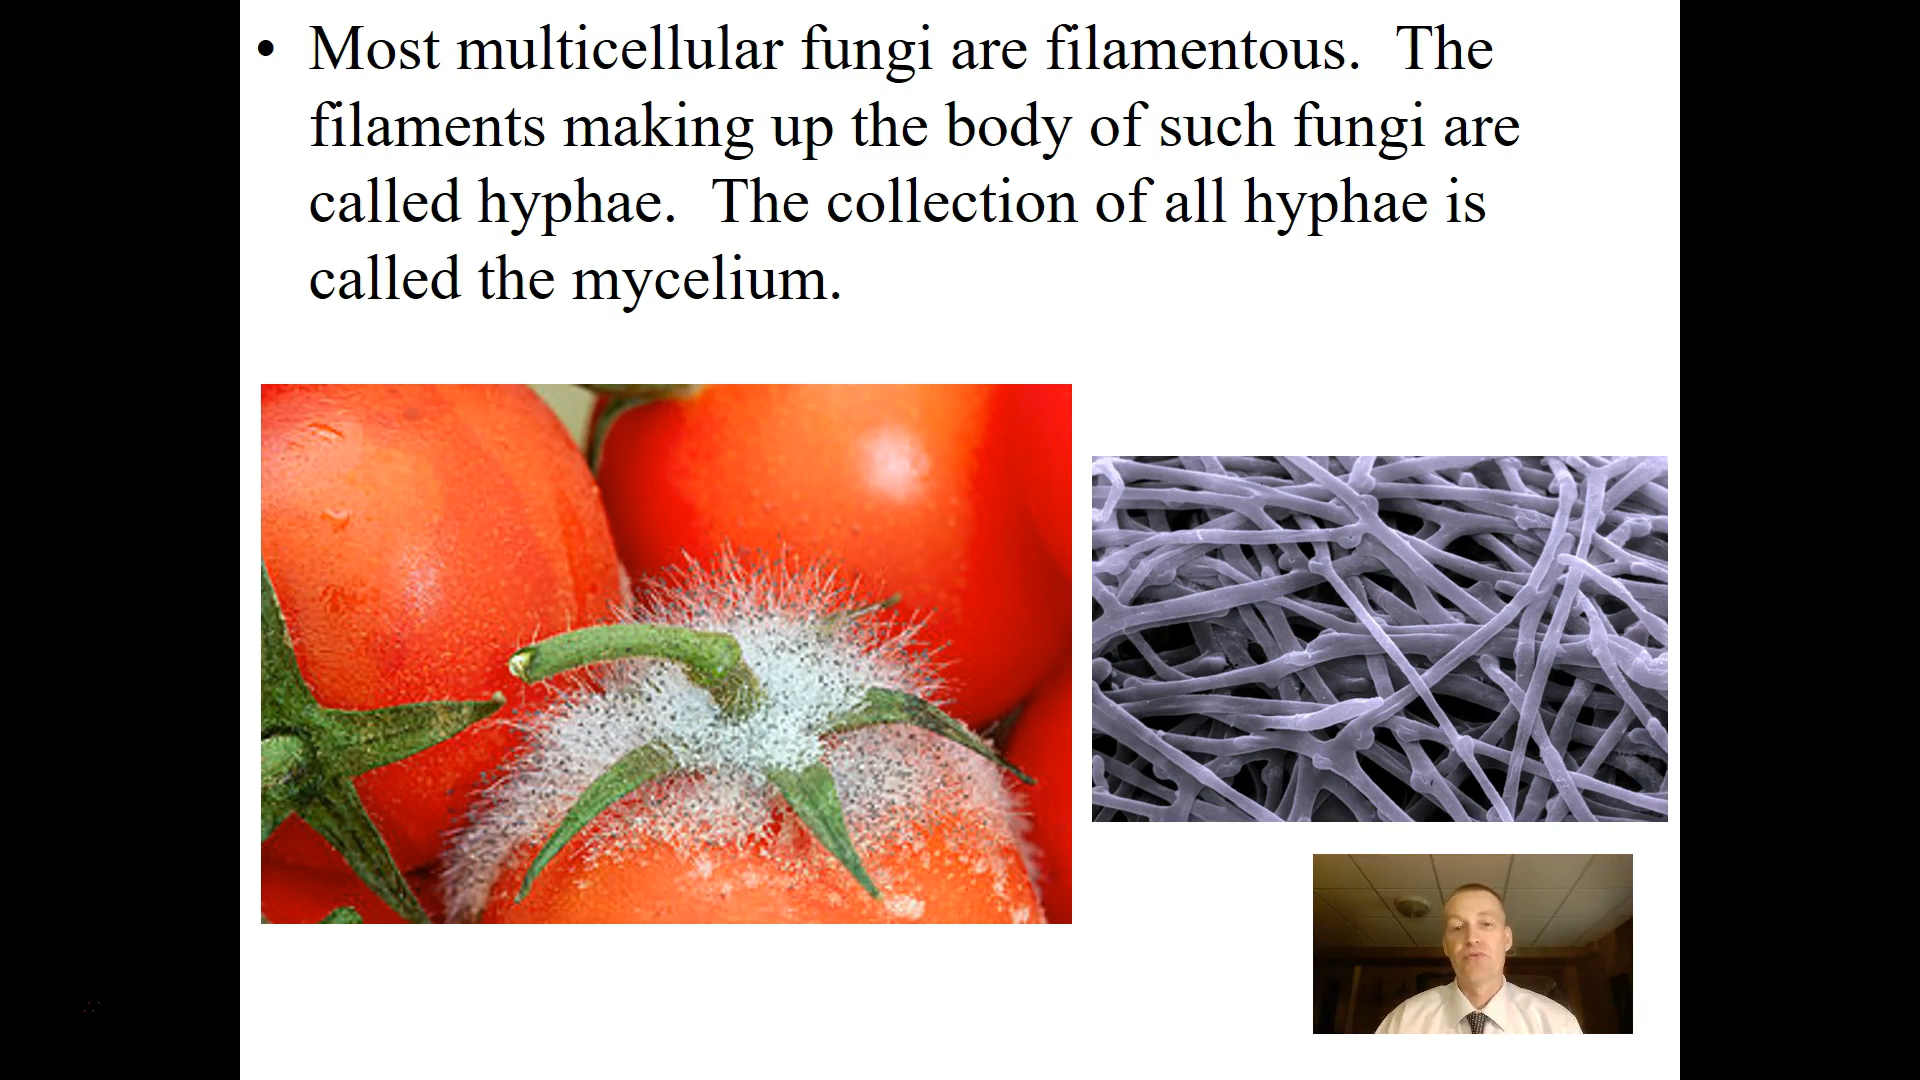 • Most multicellular fungi are filamentous.  The
filaments making up the body of such fungi are
called hyphae.  The collection of all hyphae is
called the mycelium.